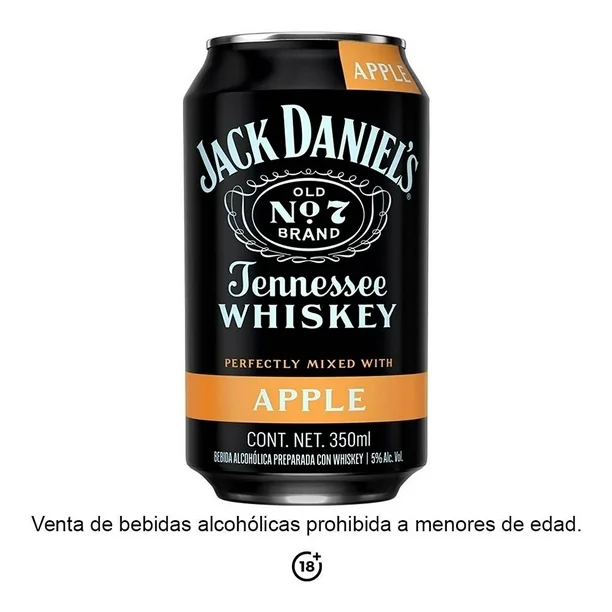 APPLE
JACK DANIEL'S
OLD
Nº 7
BRAND
Tennessee
WHISKEY
PERFECTLY MIXED WITH
APPLE
CONT. NET. 350ml
BEBIDA ALCOHÓLICA PREPARADA CON WHISKEY | 5% Alc. Vol.
Venta de bebidas alcohólicas prohibida a menores de edad.
18+